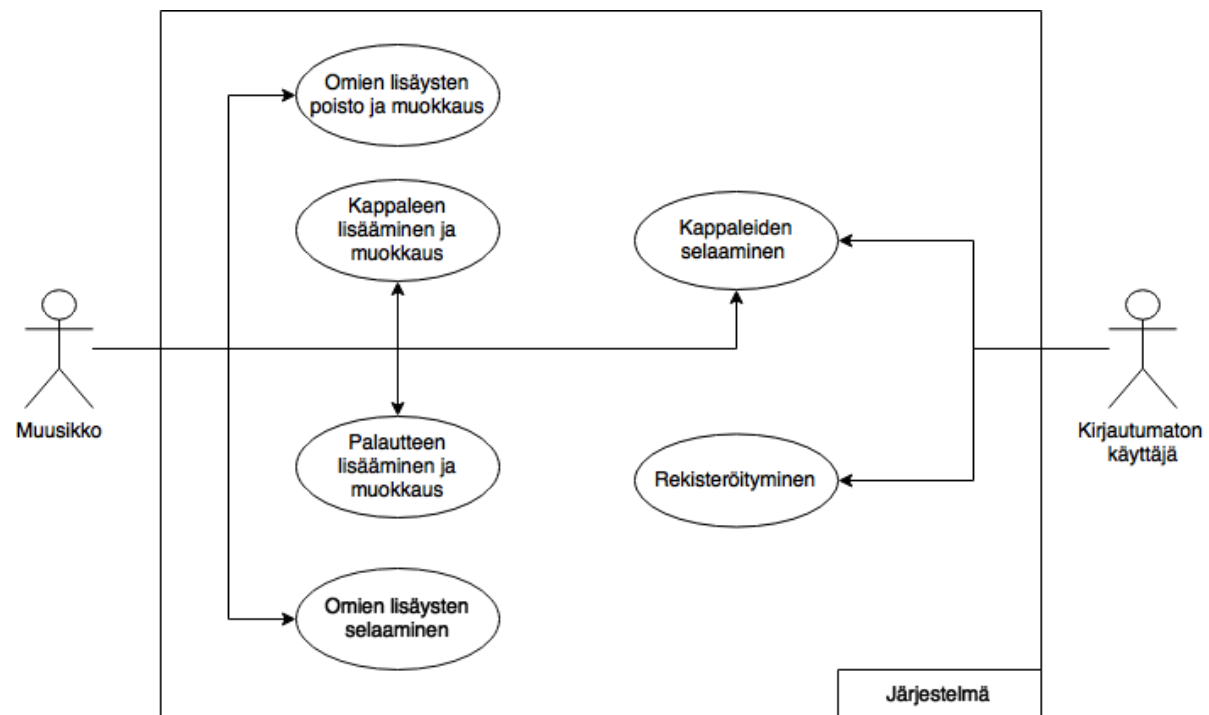 Omien lisäysten
poisto ja muokkaus
Kappaleen
lisääminen ja
muokkaus
Kappaleiden
selaaminen
Muusikko
Kirjautumaton
käyttäjä
Palautteen
lisääminen ja
muokkaus
Rekisteröityminen
Omien lisäysten
selaaminen
Järjestelmä